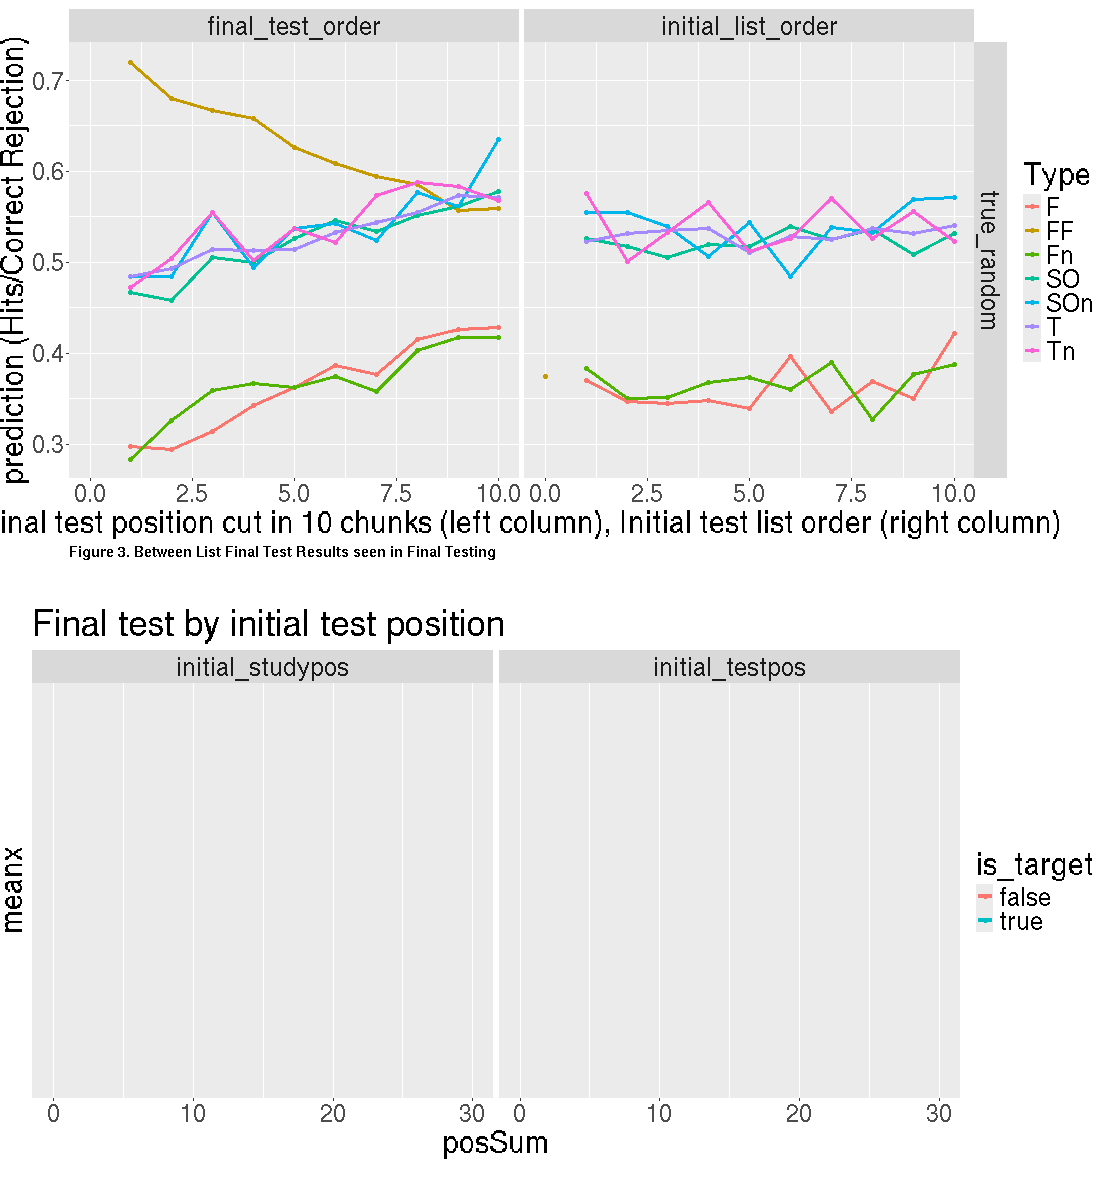 final_test_order
initial_list_order
prediction (Hits/Correct Rejection)
0.7
0.6
0.5
0.4
0.3
true_random
Type
F
FF
Fn
SO
SOn
T
Tn
0.0 2.5 5.0 7.5 10.0 0.0 2.5 5.0 7.5 10.0
inal test position cut in 10 chunks (left column), Initial test list order (right column)
Figure 3. Between List Final Test Results seen in Final Testing
Final test by initial test position
initial_studypos
initial_testpos
meanx
is_target
false
true
0 10 20 30 0 10 20 30
posSum